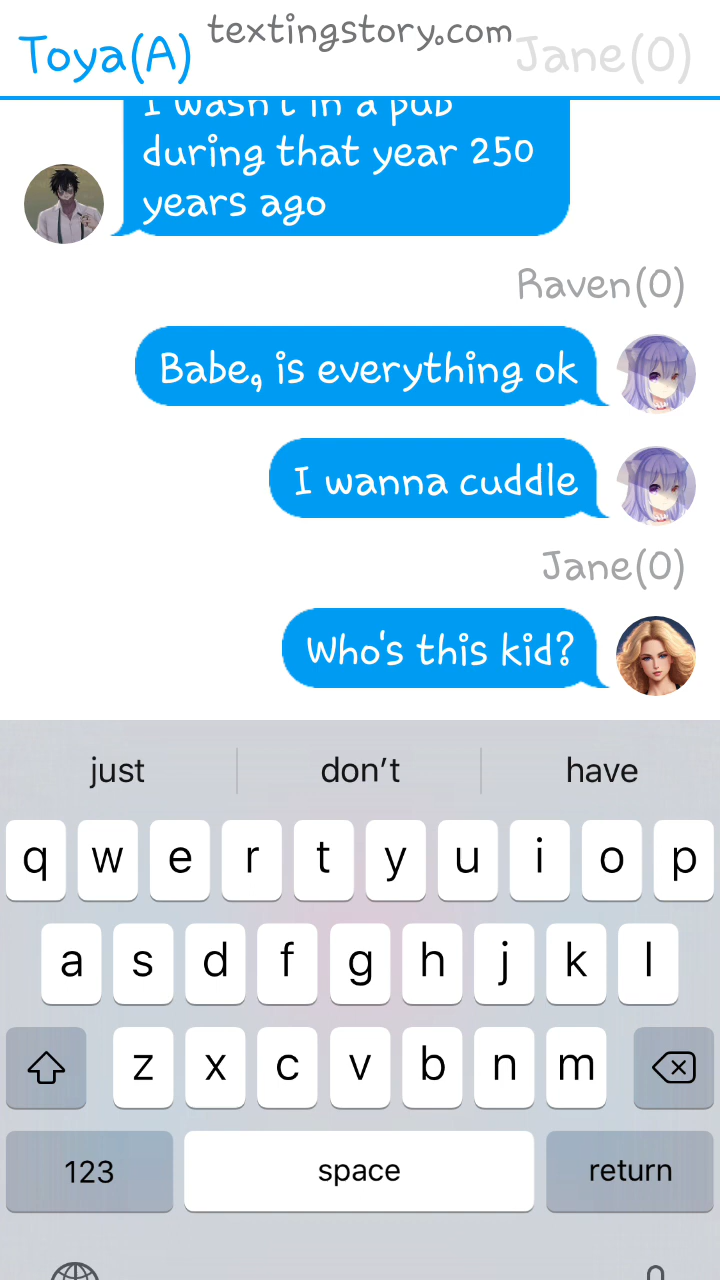 textingstory.com
Toya(A)
Jane(0)
I wasn't in a pub
during that year 250
years ago
Raven(0)
Babe, is everything ok
I wanna cuddle
Jane(0)
Who's this kid?
just don't have
q w e r t y u i o p
a s d f g h j k l
z x c v b n m
123 space return